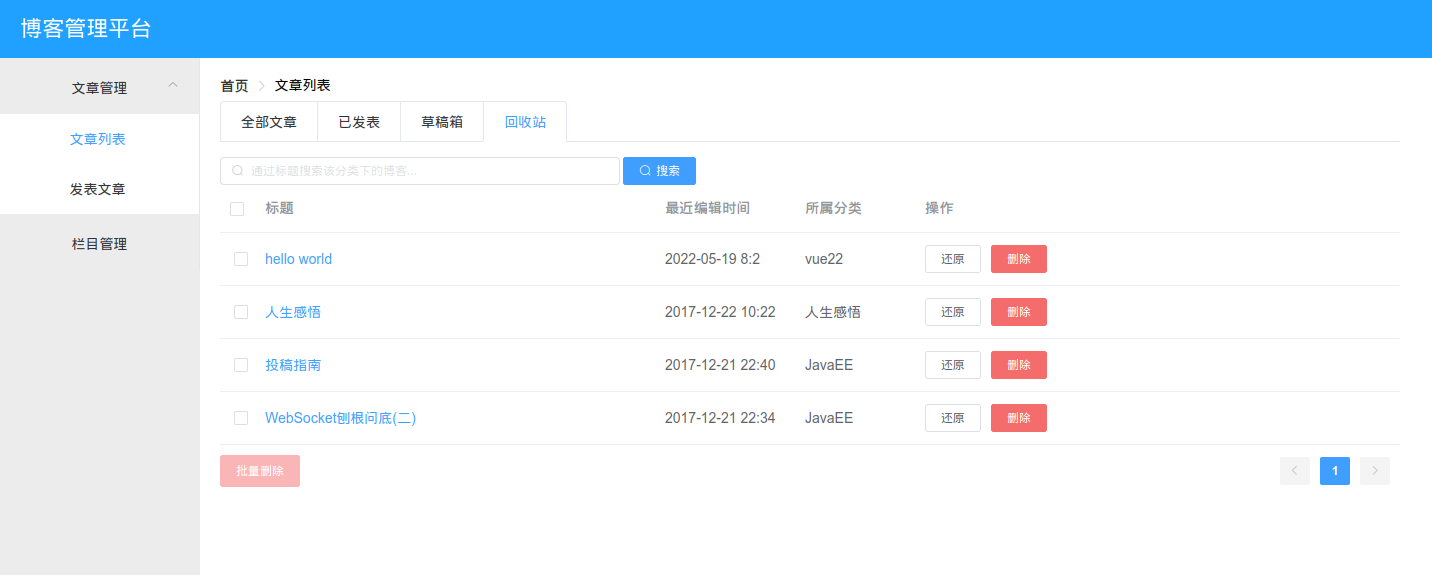 博客管理平台
文章管理
文章列表
发表文章
栏目管理
首页 文章列表
全部文章 已发表 草稿箱 回收站
通过标题搜索该分类下的博客... 搜索
标题 最近编辑时间 所属分类 操作
hello world 2022-05-19 8:2 vue22 还原 删除
人生感悟 2017-12-22 10:22 人生感悟 还原 删除
投稿指南 2017-12-21 22:40 JavaEE 还原 删除
WebSocket刨根问底(二) 2017-12-21 22:34 JavaEE 还原 删除
批量删除 1